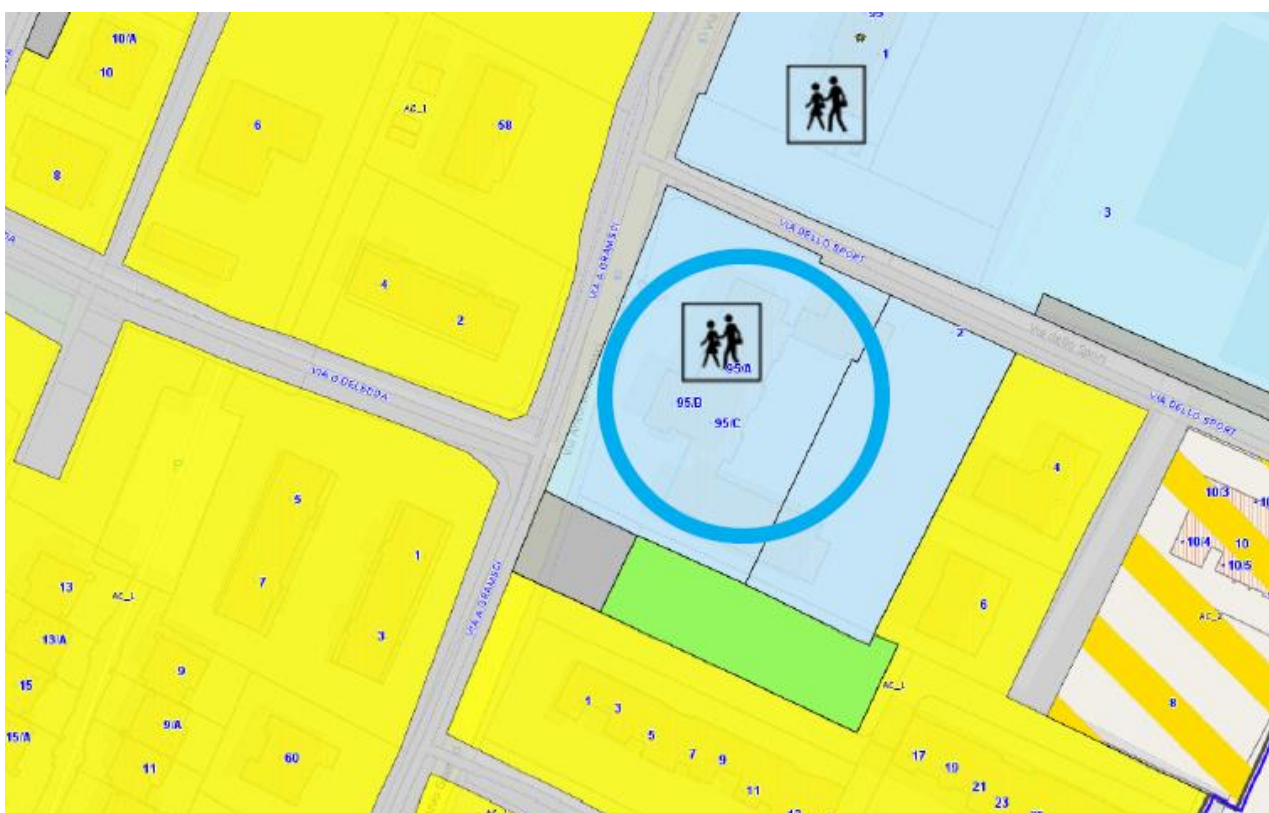 10/A
10
8
6
AC_1
58
4
2
95
1
3
VIA DELLO SPORT
VIA A.GRAMSCI
VIA G.DELEDDA
95/A
95/B
95/C
2
Via dello Sport
VIA DELLO SPORT
4
6
10/3
10/4
10
10/5
AC_2
8
5
7
1
3
VIA A.GRAMSCI
13
AC_1
13/A
15
15/A
9
9/A
11
60
1
3
5
7
9
11
AC_1
17
19
21
23